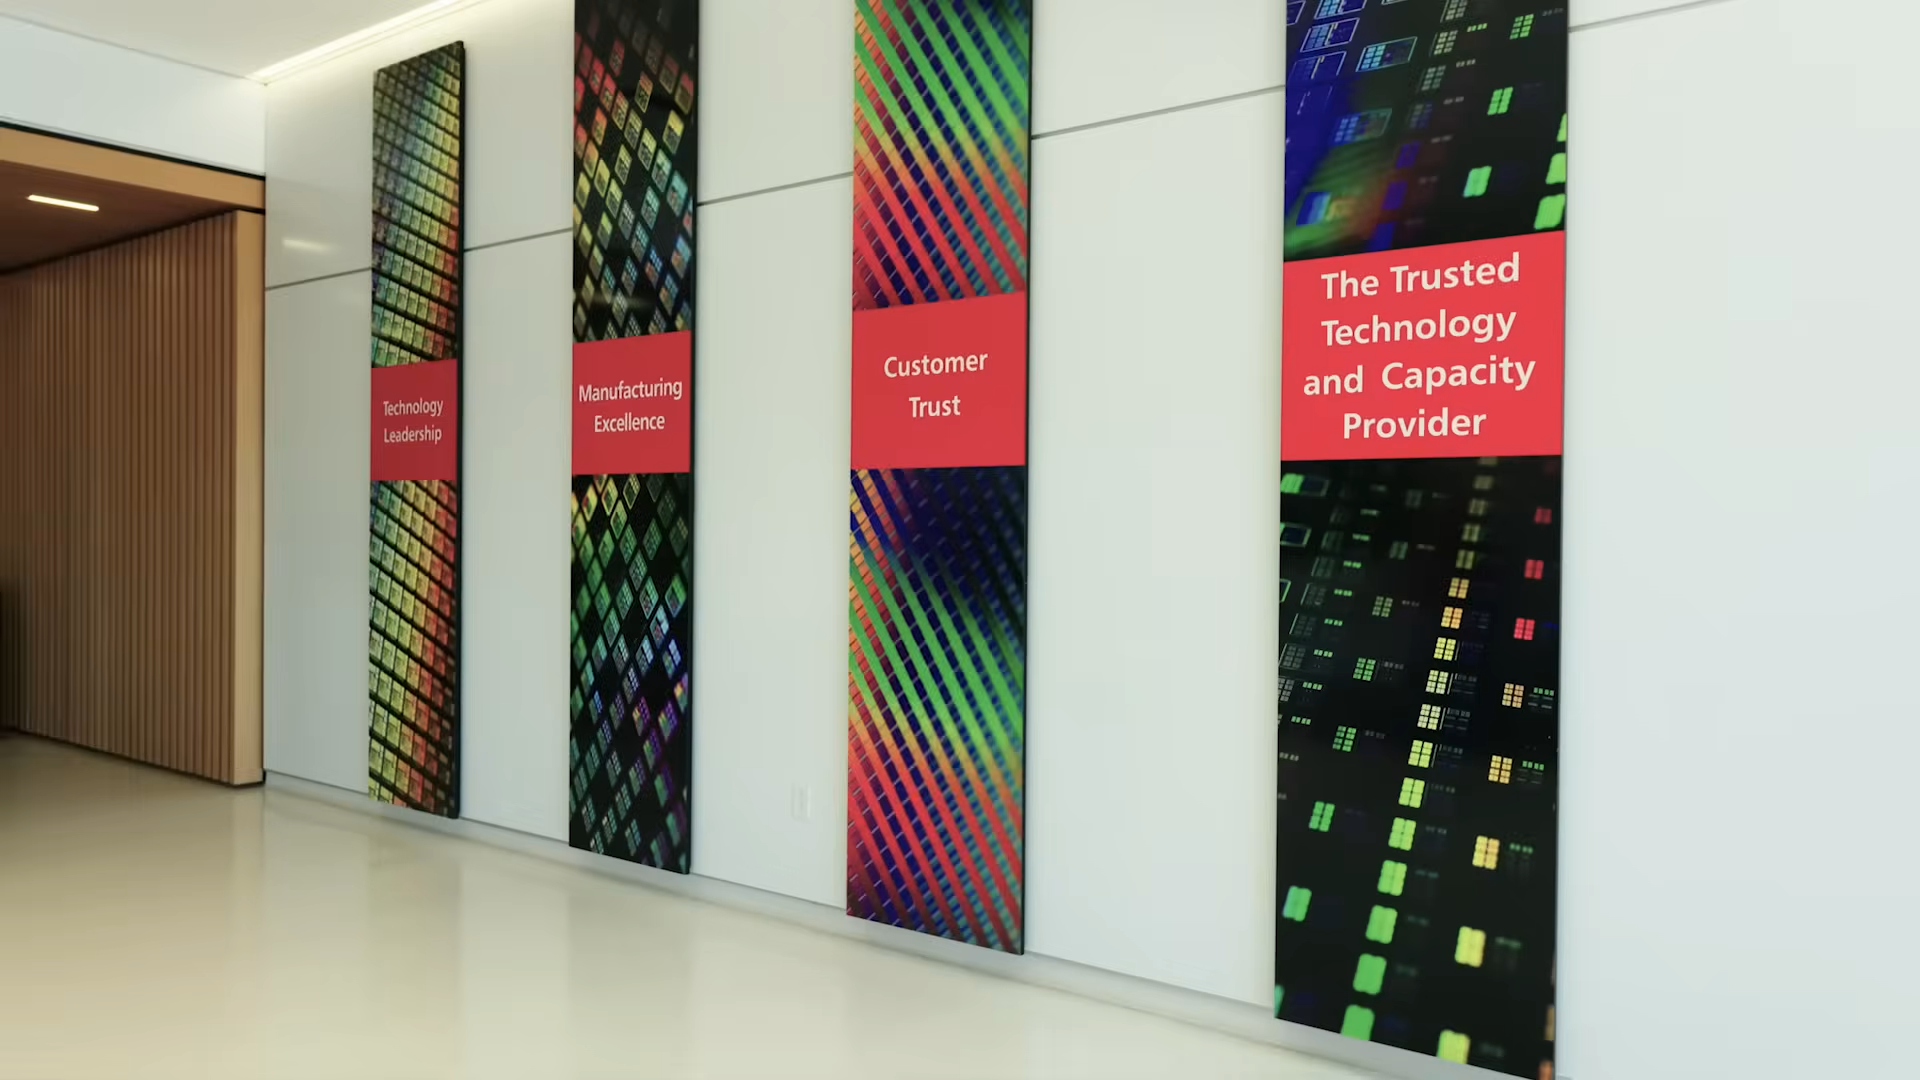 Technology
Leadership
Manufacturing
Excellence
Customer
Trust
The Trusted
Technology
and Capacity
Provider